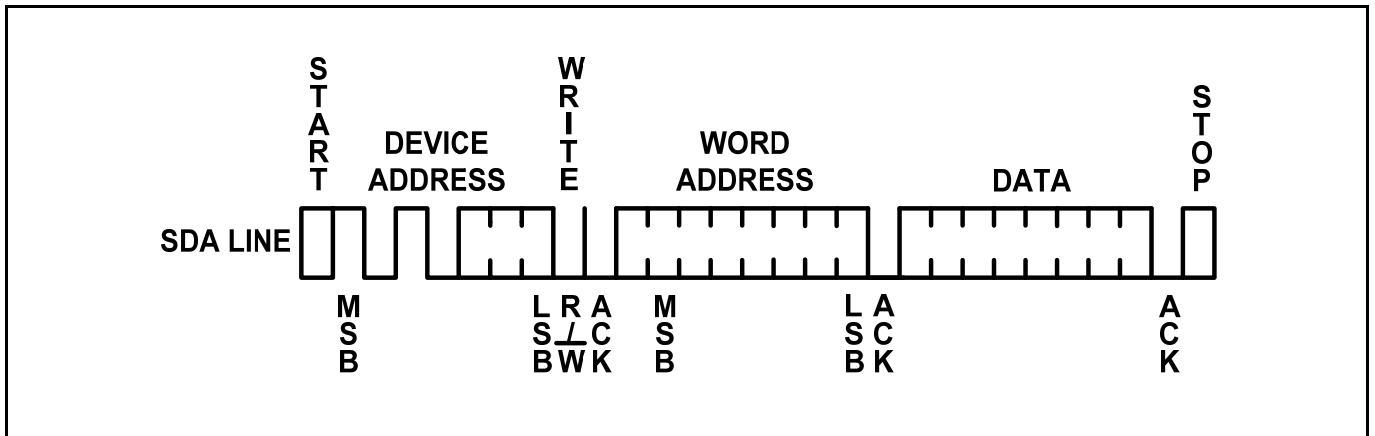 START
DEVICE
ADDRESS
WRITE
WORD
ADDRESS
DATA
STOP
SDA LINE
MSB
LSB
R/W
ACK
MSB
LSB
ACK
ACK